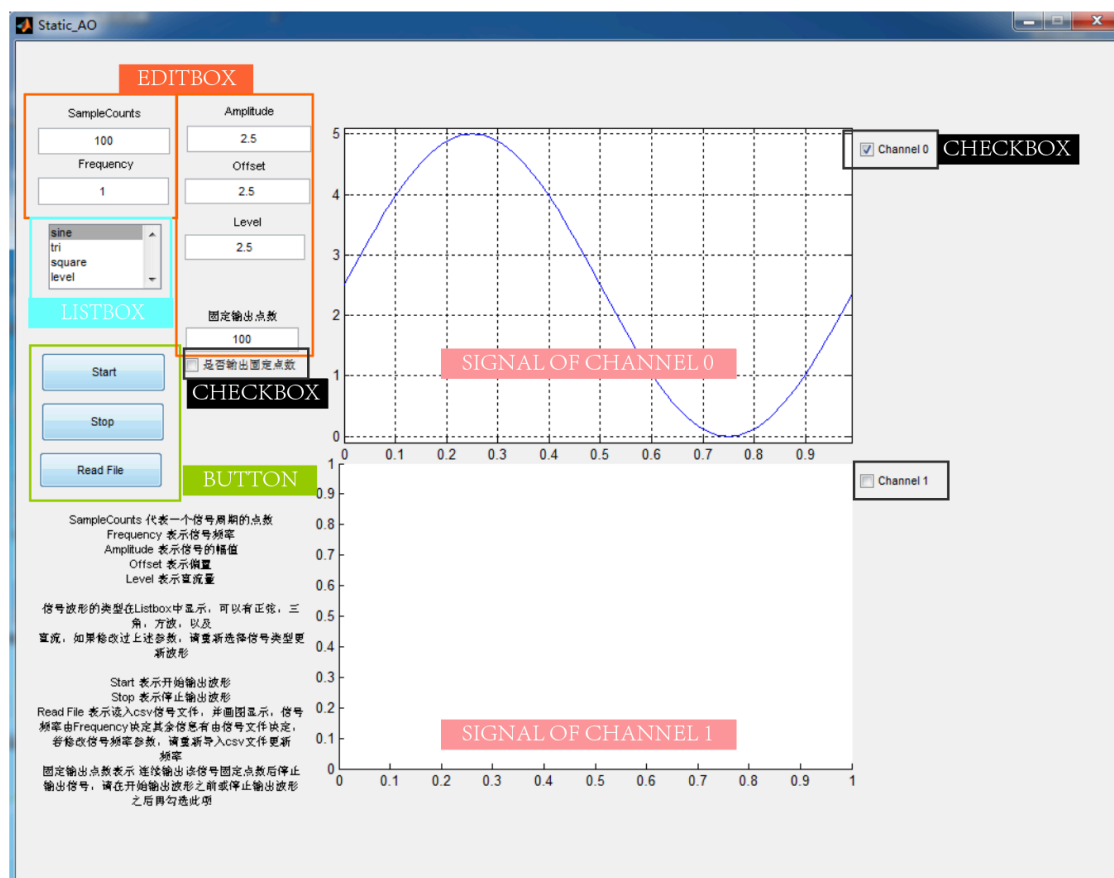 Static_AO
EDITBOX
SampleCounts
100
Frequency
1
Amplitude
2.5
Offset
2.5
Level
2.5
固定输出点数
100
是否输出固定点数
CHECKBOX
sine
tri
square
level
LISTBOX
Start
Stop
Read File
BUTTON
SampleCounts 代表一个信号周期的点数
Frequency 表示信号频率
Amplitude 表示信号的幅值
Offset 表示偏置
Level 表示直流量
信号波形的类型在Listbox中显示，可以有正弦，三
角，方波，以及
直流，如果修改过上述参数，请重新选择信号类型更
新波形
Start 表示开始输出波形
Stop 表示停止输出波形
Read File 表示读入csv信号文件，并画图显示，信号
频率由Frequency决定其余信息有由信号文件决定，
若修改信号频率参数，请重新导入csv文件更新
频率
固定输出点数表示 连续输出该信号固定点数后停止
输出信号，请在开始输出波形之前或停止输出波形
之后再勾选此项
5
4
3
2
1
0
0 0.1 0.2 0.3 0.4 0.5 0.6 0.7 0.8 0.9
SIGNAL OF CHANNEL 0
Channel 0
CHECKBOX
1
0.9
0.8
0.7
0.6
0.5
0.4
0.3
0.2
0.1
0
0 0.1 0.2 0.3 0.4 0.5 0.6 0.7 0.8 0.9 1
SIGNAL OF CHANNEL 1
Channel 1